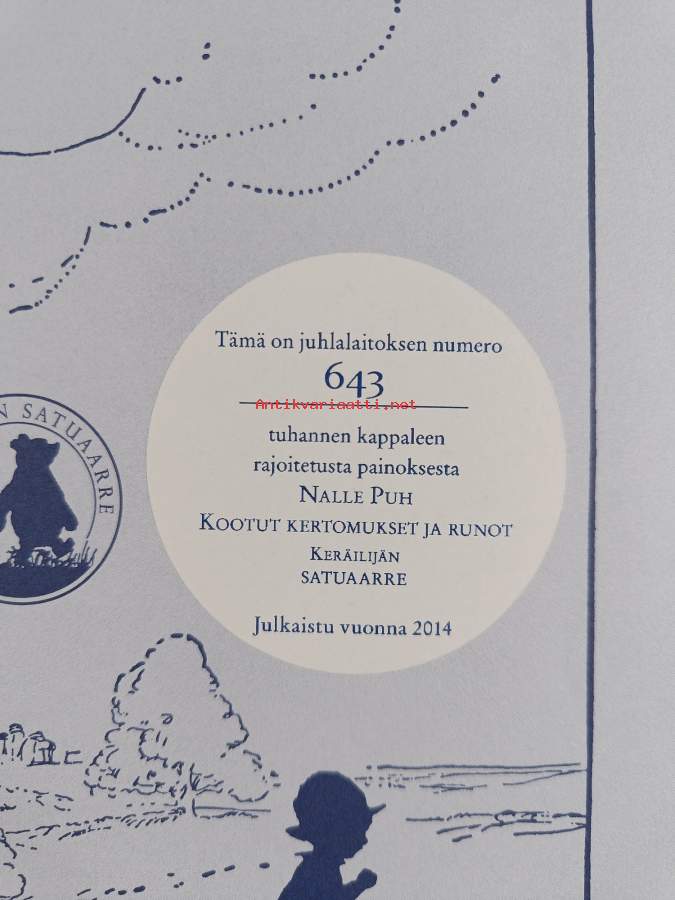 Tämä on juhlalaitoksen numero
643
Antikvariaatti.net
tuhannen kappaleen
rajoitetusta painoksesta
NALLE PUH
KOOTUT KERTOMUKSET JA RUNOT
KERÄILIJÄN
SATUAARRE
Julkaistu vuonna 2014
N SATUAARRE